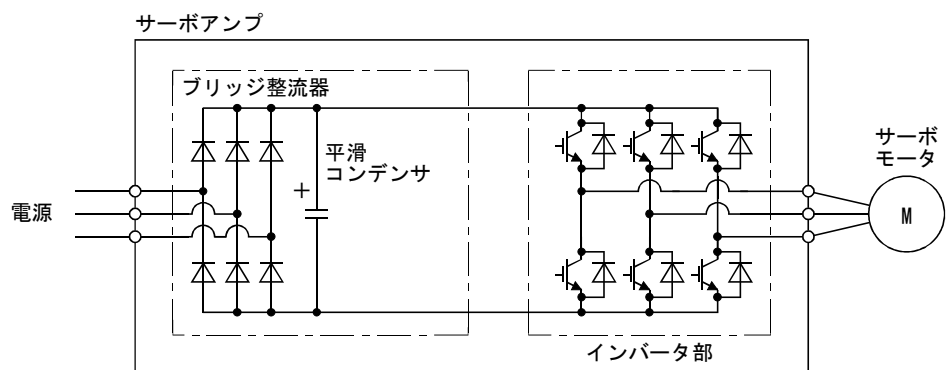 サーボアンプ
ブリッジ整流器
平滑
コンデンサ
+
電源
インバータ部
サーボ
モータ
M